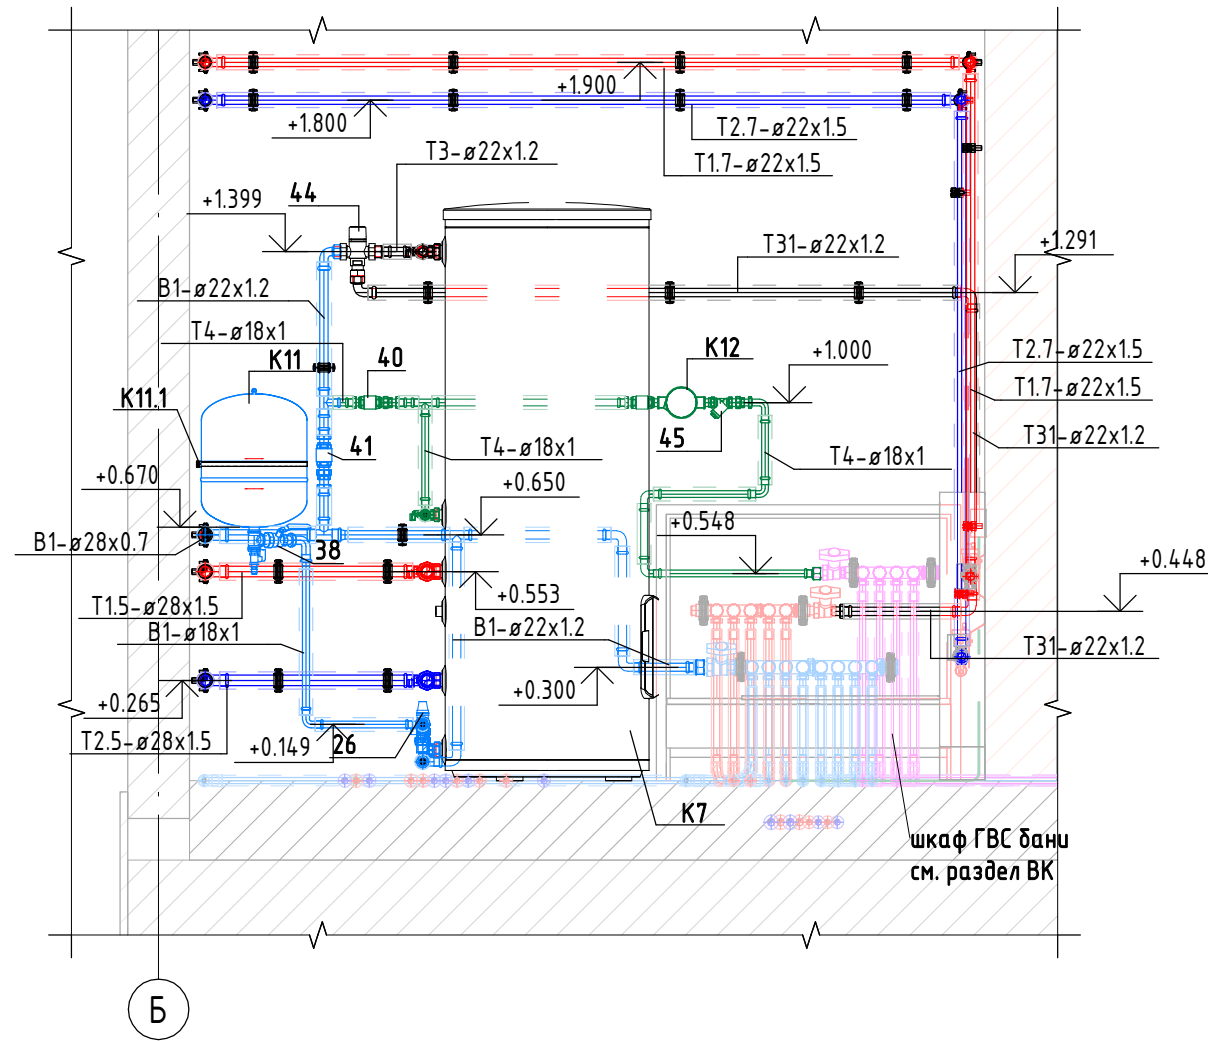 +1.900
+1.800
T2.7-ø22x1.5
T3-ø22x1.2
T1.7-ø22x1.5
44
+1.399
T31-ø22x1.2
+1.291
B1-ø22x1.2
T4-ø18x1
K11
40
K12
+1.000
T2.7-ø22x1.5
K11.1
T1.7-ø22x1.5
41
T4-ø18x1
45
T4-ø18x1
T31-ø22x1.2
+0.670
+0.650
+0.548
B1-ø28x0.7
38
+0.448
T1.5-ø28x1.5
+0.553
B1-ø18x1
B1-ø22x1.2
T31-ø22x1.2
+0.265
+0.300
T2.5-ø28x1.5
+0.149
26
K7
шкаф ГВС бани
см. раздел ВК
Б